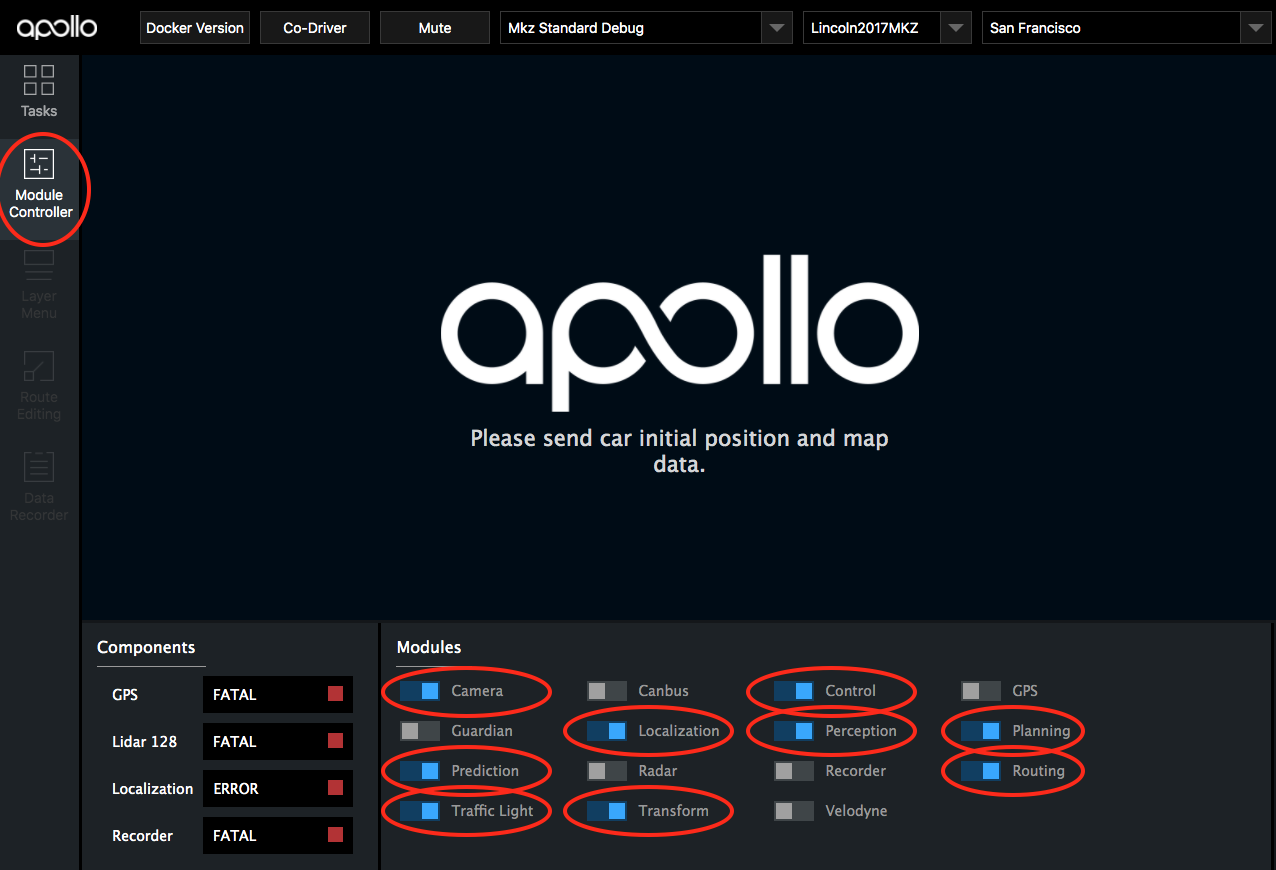 apollo
Docker Version
Co-Driver
Mute
Mkz Standard Debug
Lincoln2017MKZ
San Francisco
Tasks
Module
Controller
Layer
Menu
Route
Editing
Data
Recorder
apollo
Please send car initial position and map
data.
Components
GPS FATAL
Lidar 128 FATAL
Localization ERROR
Recorder FATAL
Modules
Camera Canbus Control GPS
Guardian Localization Perception Planning
Prediction Radar Recorder Routing
Traffic Light Transform Velodyne